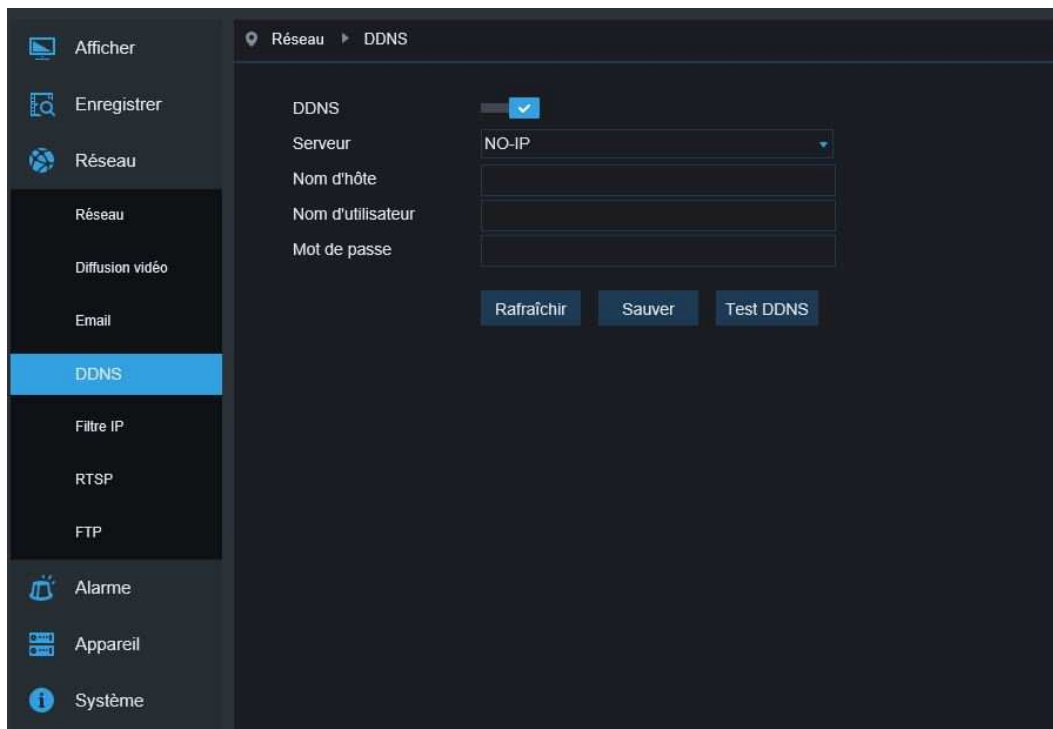 Afficher
Enregistrer
Réseau
Réseau
Diffusion vidéo
Email
DDNS
Filtre IP
RTSP
FTP
Alarme
Appareil
Système
Réseau DDNS
DDNS
Serveur NO-IP
Nom d'hôte
Nom d'utilisateur
Mot de passe
Rafraîchir Sauver Test DDNS